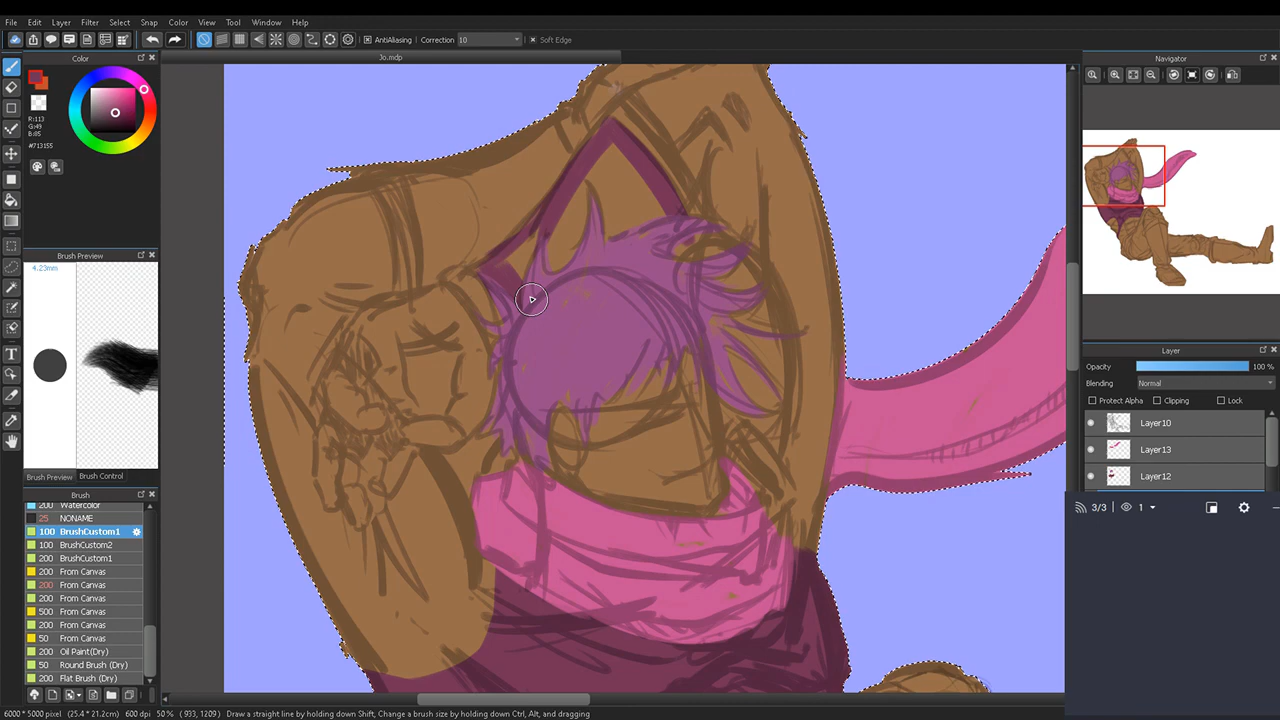 File Edit Layer Filter Select Snap Color View Tool Window Help
AntiAliasing Correction 10 Soft Edge
Color
Jo.mdp
Navigator
R:113
G:49
B:85
#713155
Brush Preview
4.23mm
Layer
Opacity 100 %
Blending Normal
Protect Alpha Clipping Lock
Layer10
Layer13
Layer12
Brush Preview Brush Control
Brush
200 Watercolor
25 NONAME
100 BrushCustom1
100 BrushCustom2
200 BrushCustom1
200 From Canvas
200 From Canvas
200 From Canvas
500 From Canvas
200 From Canvas
50 From Canvas
200 Oil Paint(Dry)
50 Round Brush (Dry)
200 Flat Brush (Dry)
3/3 1
6000 * 5000 pixel (25.4 * 21.2cm) 600 dpi 50 % ( 933, 1209) Draw a straight line by holding down Shift, Change a brush size by holding down Ctrl, Alt, and dragging